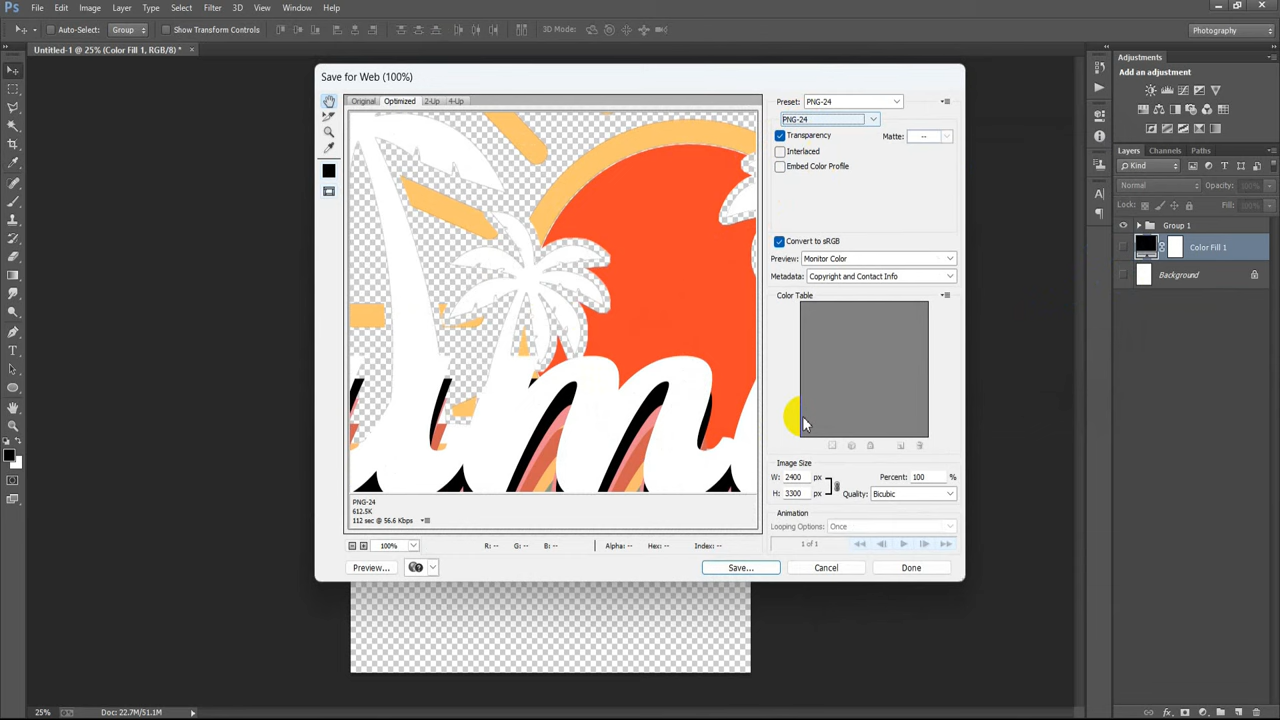 Ps File Edit Image Layer Type Select Filter 3D View Window Help
Auto-Select: Group Show Transform Controls 3D Mode: Photography
Untitled-1 @ 25% (Color Fill 1, RGB/8) *
Save for Web (100%)
Original Optimized 2-Up 4-Up
Preset: PNG-24
PNG-24
Transparency Matte: --
Interlaced
Embed Color Profile
Convert to sRGB
Preview: Monitor Color
Metadata: Copyright and Contact Info
Color Table
Image Size
W: 2400 px Percent: 100 %
H: 3300 px Quality: Bicubic
Animation
Looping Options: Once
1 of 1
PNG-24
612.5K
112 sec @ 56.6 Kbps
100% R: -- G: -- B: -- Alpha: -- Hex: -- Index: --
Preview... Save... Cancel Done
Adjustments
Add an adjustment
Layers Channels Paths
Kind
Normal Opacity: 100%
Lock: Fill: 100%
Group 1
Color Fill 1
Background
25% Doc: 22.7M/51.1M